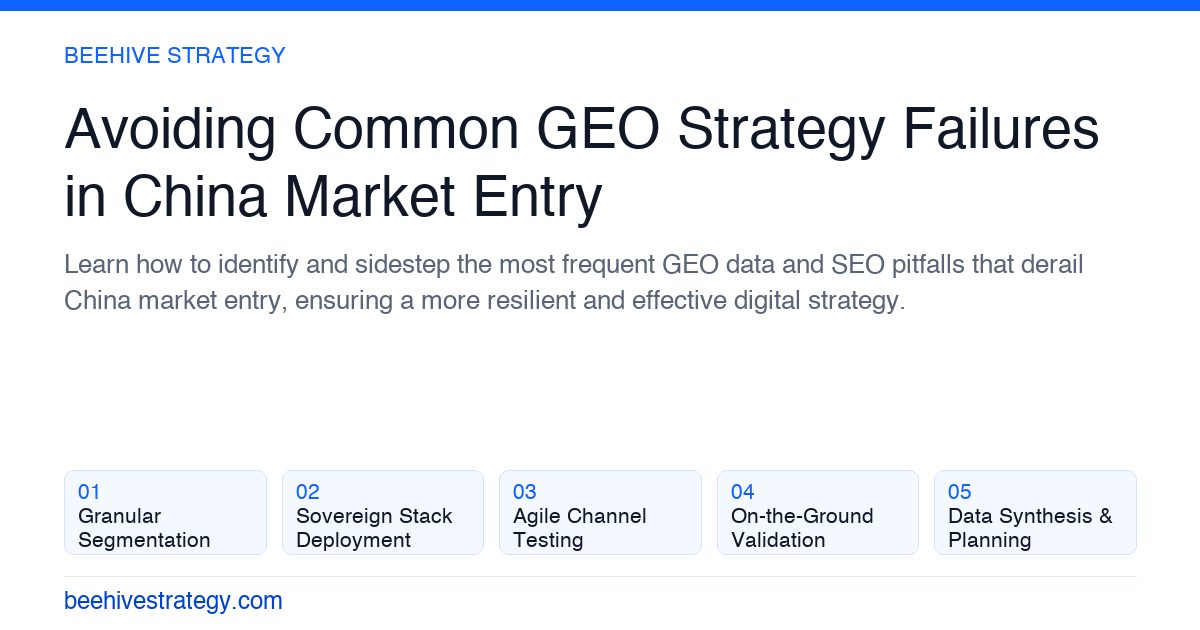 BEEHIVE STRATEGY
Avoiding Common GEO Strategy Failures
in China Market Entry
Learn how to identify and sidestep the most frequent GEO data and SEO pitfalls that derail
China market entry, ensuring a more resilient and effective digital strategy.
01
Granular
Segmentation
02
Sovereign Stack
Deployment
03
Agile Channel
Testing
04
On-the-Ground
Validation
05
Data Synthesis &
Planning
beehivestrategy.com